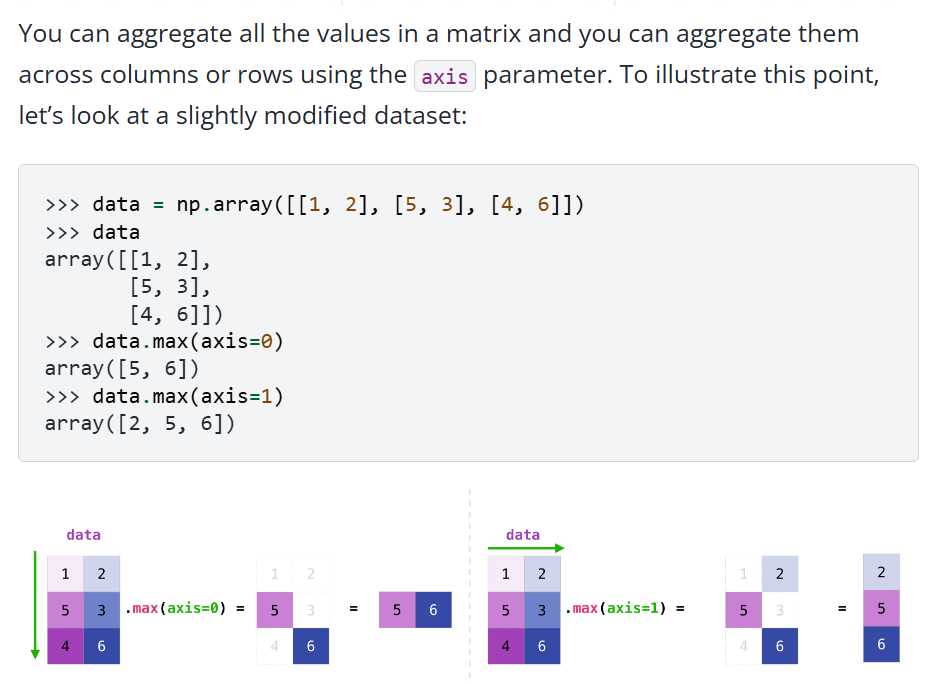 You can aggregate all the values in a matrix and you can aggregate them
across columns or rows using the axis parameter. To illustrate this point,
let’s look at a slightly modified dataset:
>>> data = np.array([[1, 2], [5, 3], [4, 6]])
>>> data
array([[1, 2],
       [5, 3],
       [4, 6]])
>>> data.max(axis=0)
array([5, 6])
>>> data.max(axis=1)
array([2, 5, 6])
data
1 2
5 3
4 6
.max(axis=0) =
1 2
5 3
4 6
=
5 6
data
1 2
5 3
4 6
.max(axis=1) =
1 2
5 3
4 6
=
2
5
6